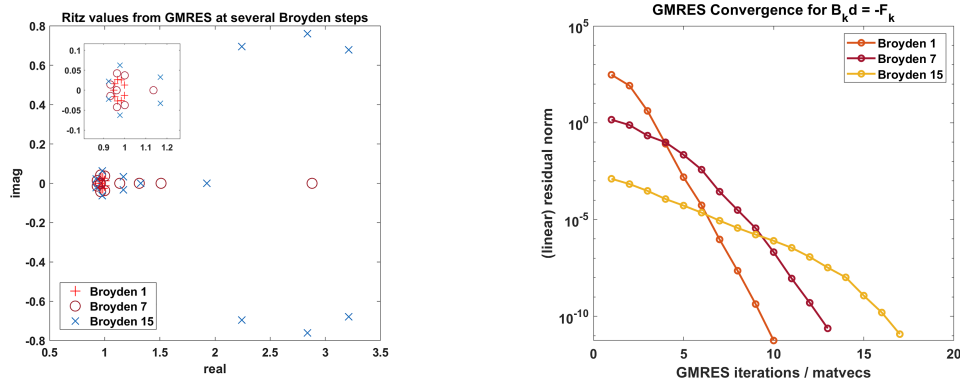 Ritz values from GMRES at several Broyden steps
0.8
0.6
0.4
0.2
0
-0.2
-0.4
-0.6
-0.8
imag
0.1
0.05
0
-0.05
-0.1
0.9 1 1.1 1.2
Broyden 1
Broyden 7
Broyden 15
0.5 1 1.5 2 2.5 3 3.5
real
GMRES Convergence for B_k d = -F_k
10^0
10^-5
10^-10
(linear) residual norm
Broyden 1
Broyden 7
Broyden 15
0 5 10 15 20
GMRES iterations / matvecs